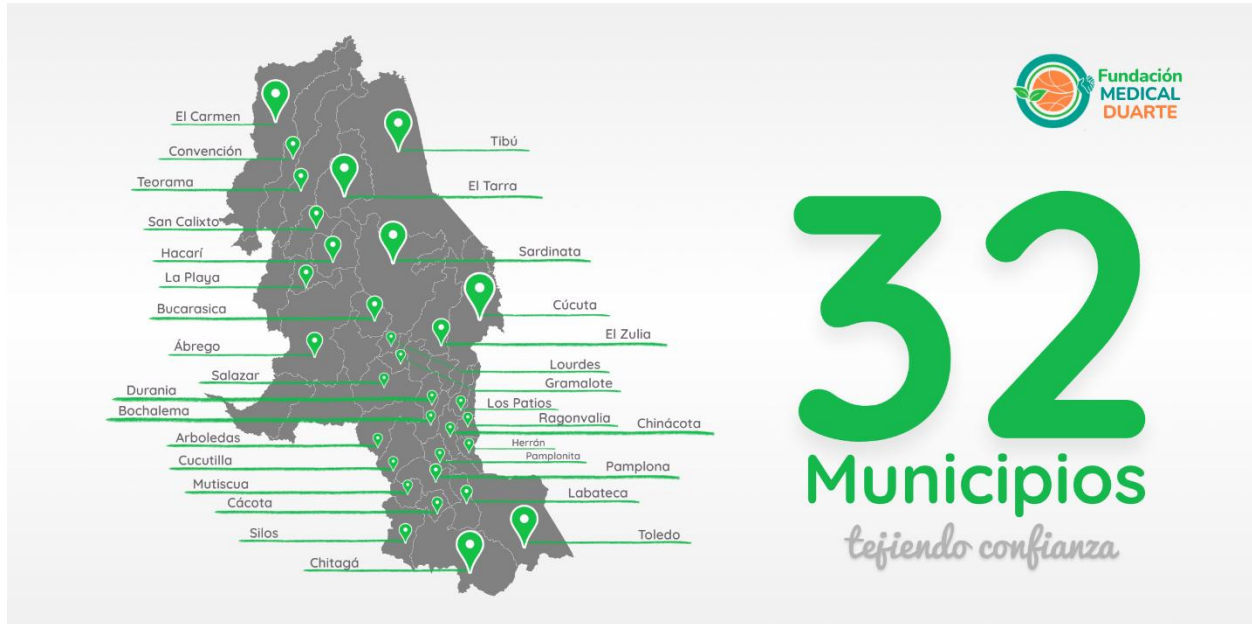 El Carmen
Convención
Teorama
San Calixto
Hacarí
La Playa
Bucarasica
Ábrego
Salazar
Durania
Bochalema
Arboledas
Cucutilla
Mutiscua
Cácota
Silos
Chitagá
Tibú
El Tarra
Sardinata
Cúcuta
El Zulia
Lourdes
Gramalote
Los Patios
Ragonvalia
Chinácota
Herrán
Pamplonita
Pamplona
Labateca
Toledo
Fundación
MEDICAL
DUARTE
32
Municipios
tejiendo confianza